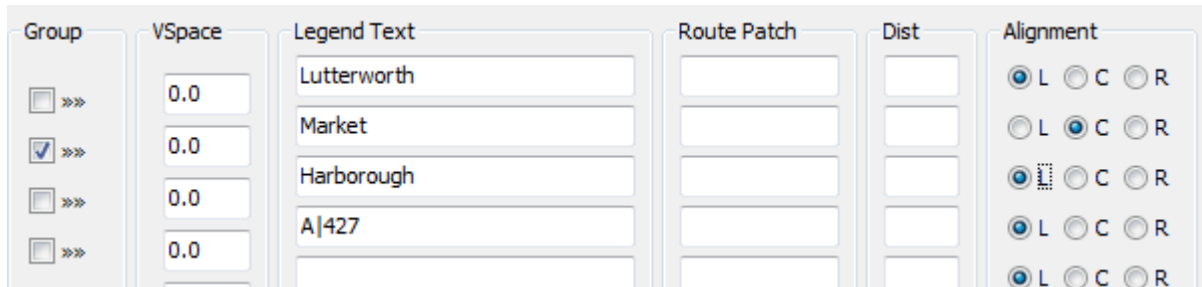 Group VSpace Legend Text Route Patch Dist Alignment
Lutterworth L C R
»» 0.0
Market L C R
»» 0.0
Harborough L C R
»» 0.0
A|427 L C R
»» 0.0
L C R